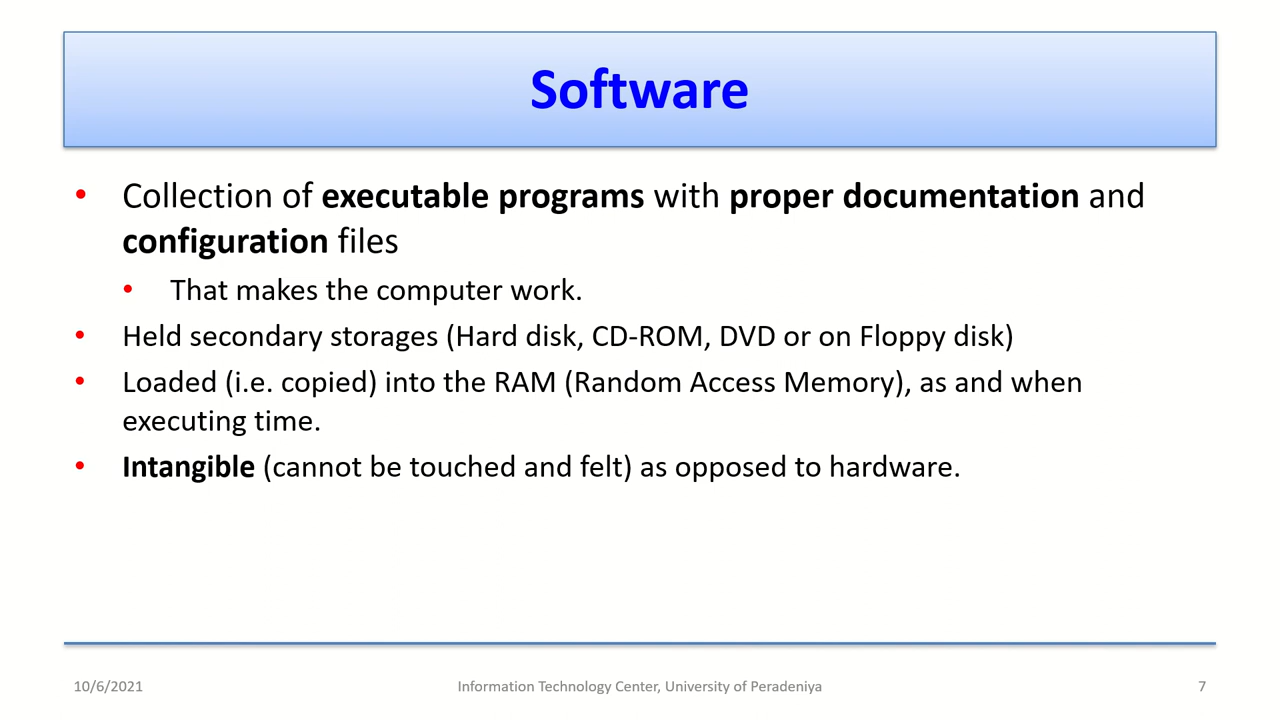 Software
• Collection of executable programs with proper documentation and
configuration files
• That makes the computer work.
• Held secondary storages (Hard disk, CD-ROM, DVD or on Floppy disk)
• Loaded (i.e. copied) into the RAM (Random Access Memory), as and when
executing time.
• Intangible (cannot be touched and felt) as opposed to hardware.
10/6/2021 Information Technology Center, University of Peradeniya 7